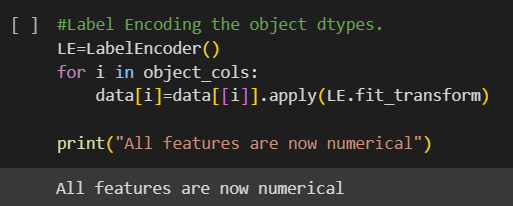 [ ] #Label Encoding the object dtypes.
LE=LabelEncoder()
for i in object_cols:
    data[i]=data[[i]].apply(LE.fit_transform)

print("All features are now numerical")
All features are now numerical